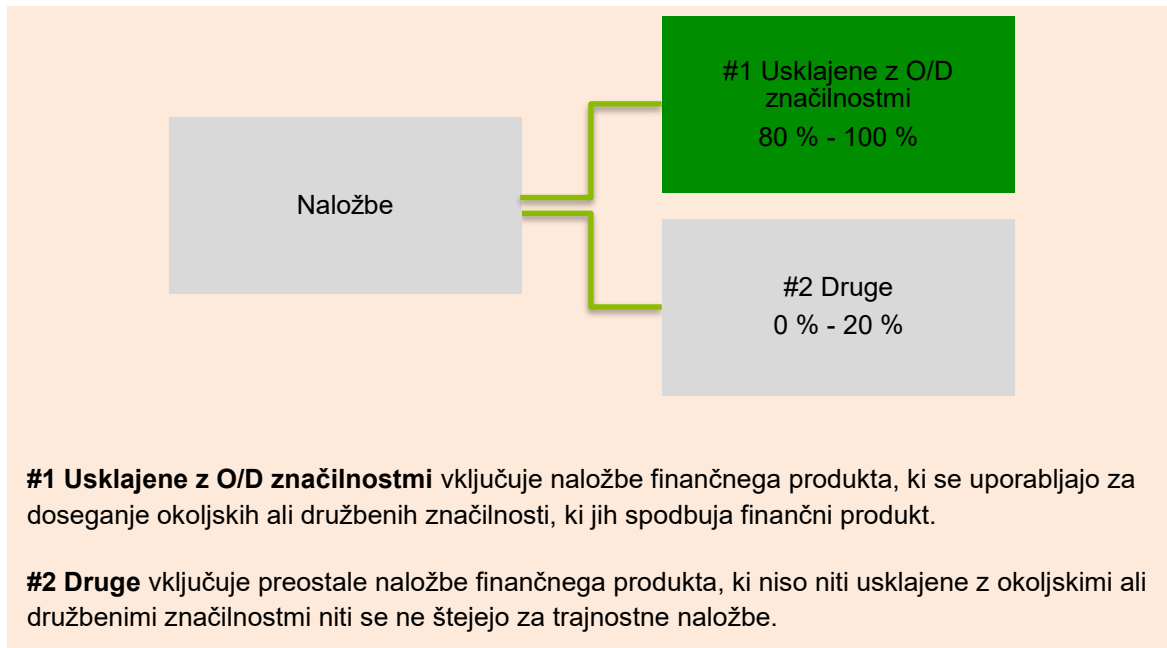 #1 Usklajene z O/D
značilnostmi
80 % - 100 %
Naložbe
#2 Druge
0 % - 20 %
#1 Usklajene z O/D značilnostmi vključuje naložbe finančnega produkta, ki se uporabljajo za
doseganje okoljskih ali družbenih značilnosti, ki jih spodbuja finančni produkt.
#2 Druge vključuje preostale naložbe finančnega produkta, ki niso niti usklajene z okoljskimi ali
družbenimi značilnostmi niti se ne štejejo za trajnostne naložbe.